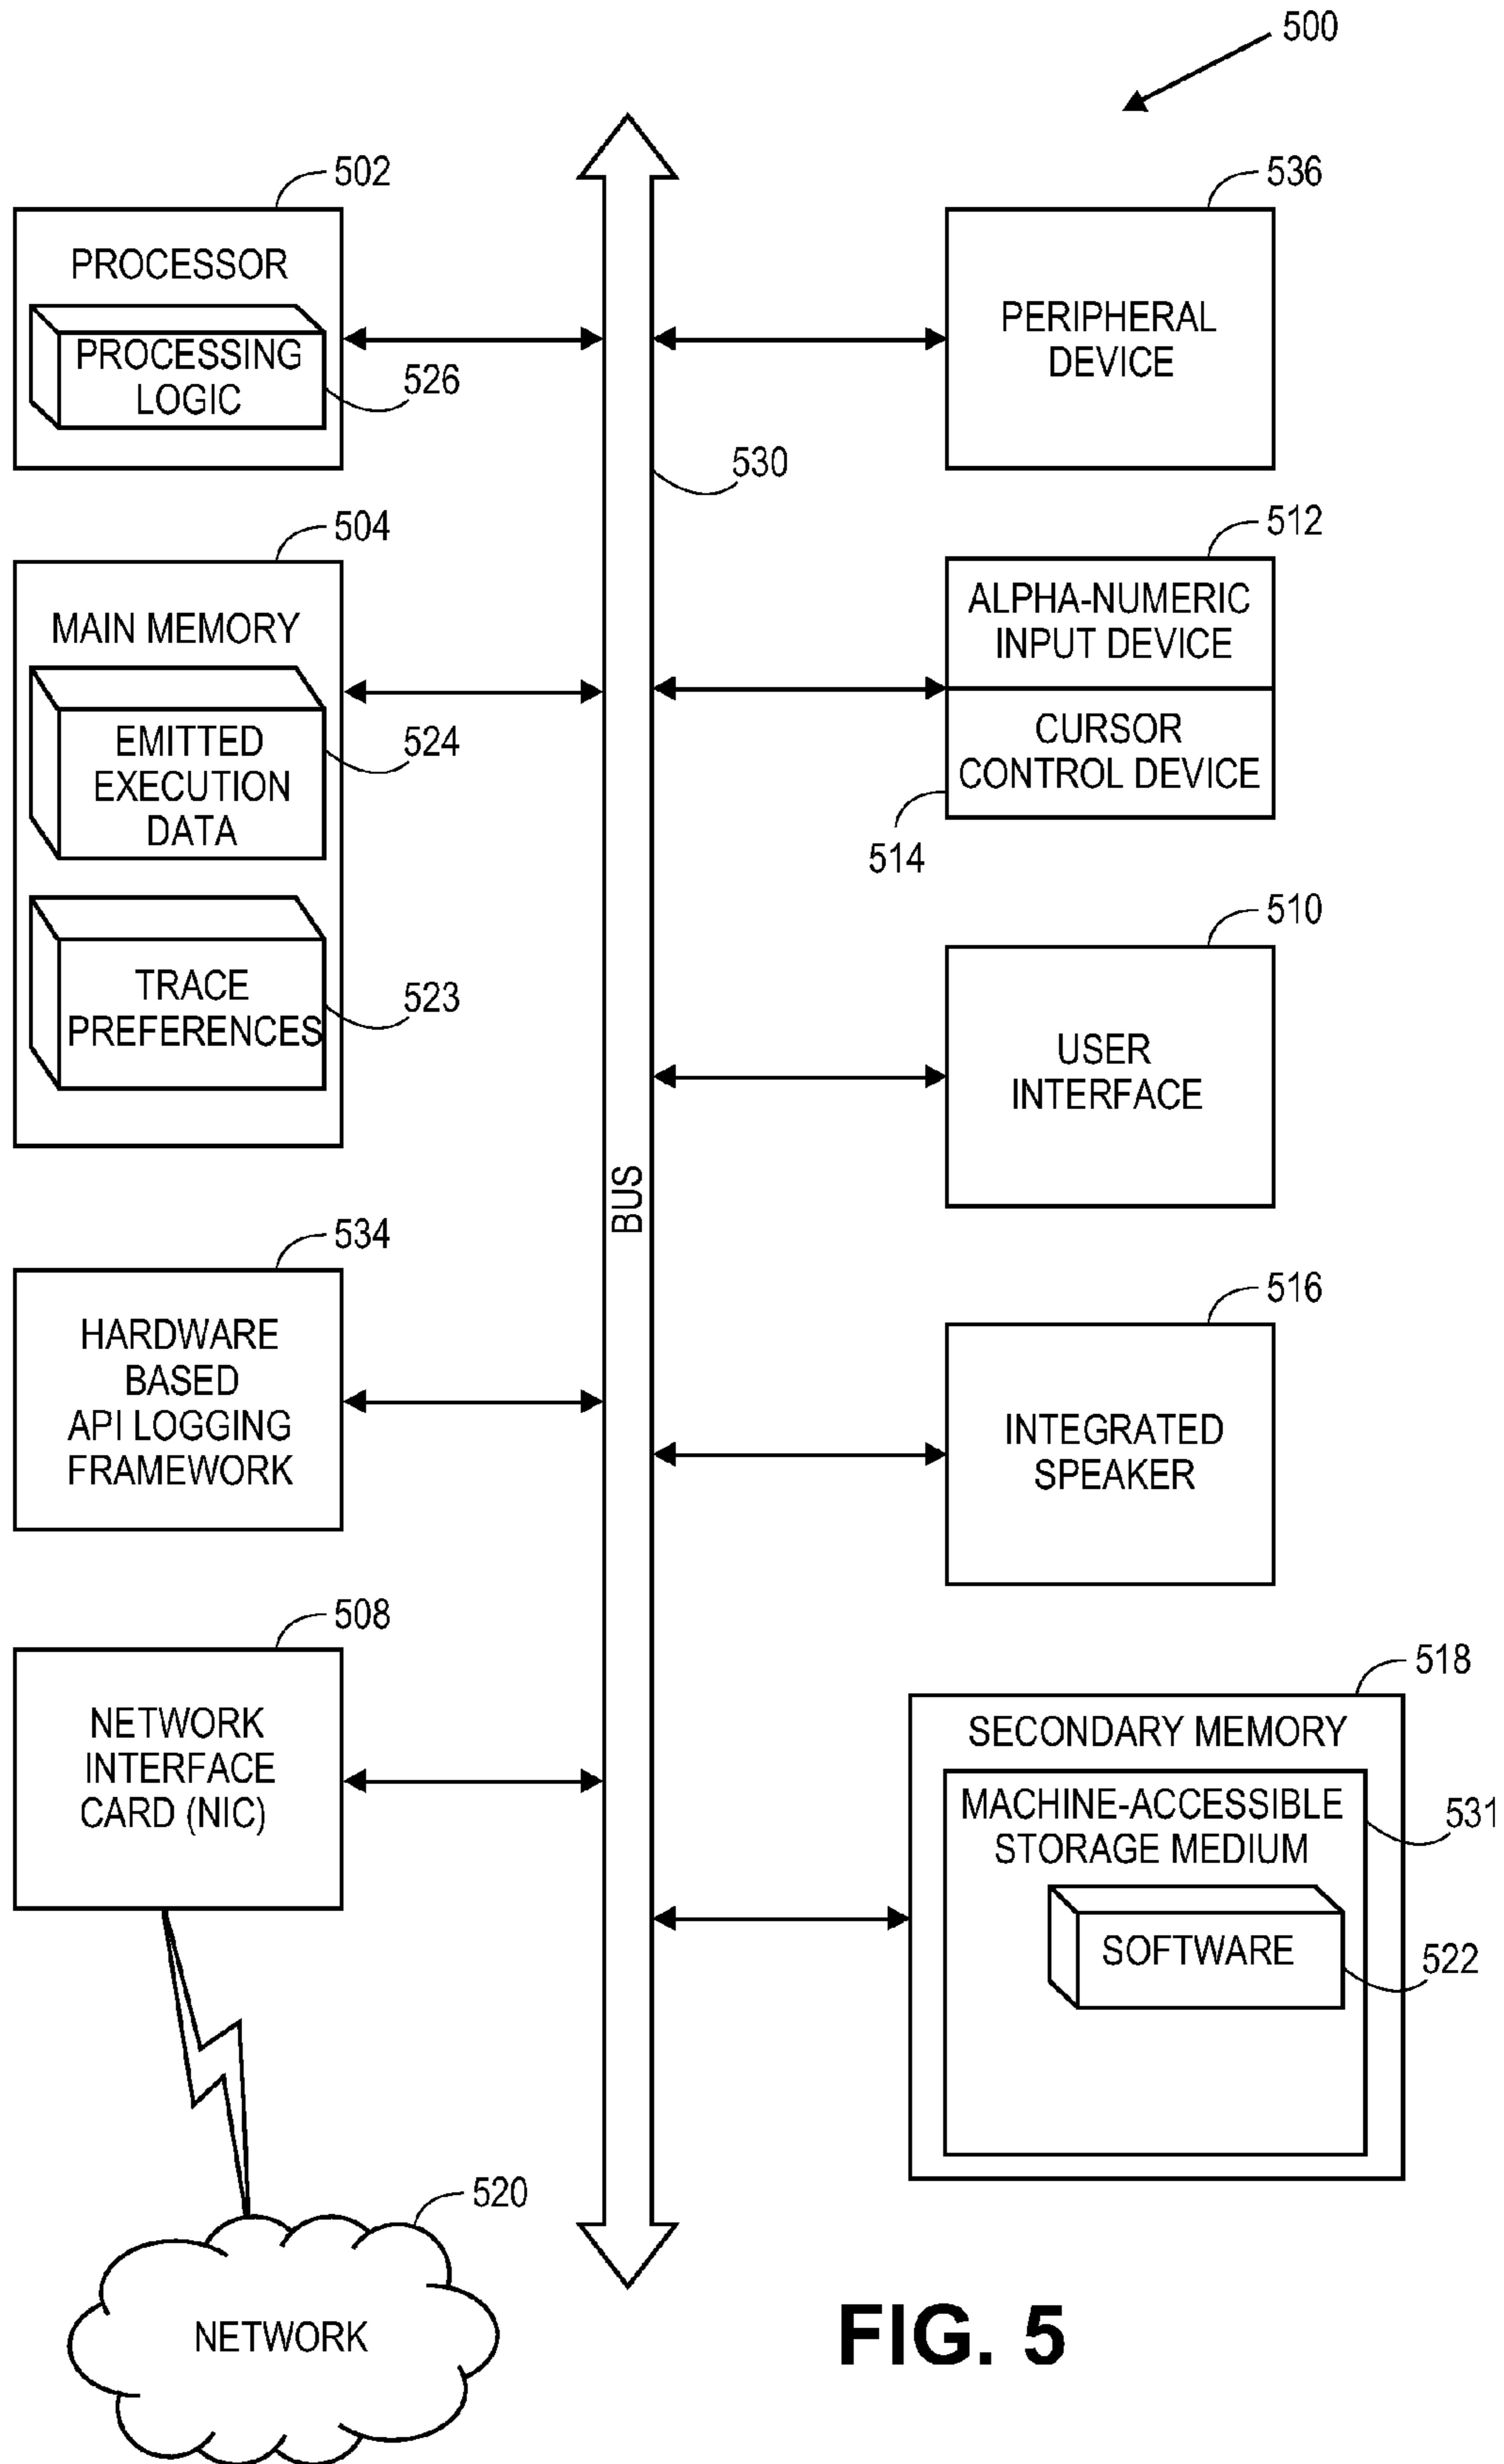 500
502
PROCESSOR
PROCESSING
LOGIC
526
504
MAIN MEMORY
EMITTED
EXECUTION
DATA
524
TRACE
PREFERENCES
523
534
HARDWARE
BASED
API LOGGING
FRAMEWORK
508
NETWORK
INTERFACE
CARD (NIC)
520
NETWORK
530
BUS
536
PERIPHERAL
DEVICE
512
ALPHA-NUMERIC
INPUT DEVICE
CURSOR
CONTROL DEVICE
514
510
USER
INTERFACE
516
INTEGRATED
SPEAKER
518
SECONDARY MEMORY
MACHINE-ACCESSIBLE
STORAGE MEDIUM
531
SOFTWARE
522
FIG. 5